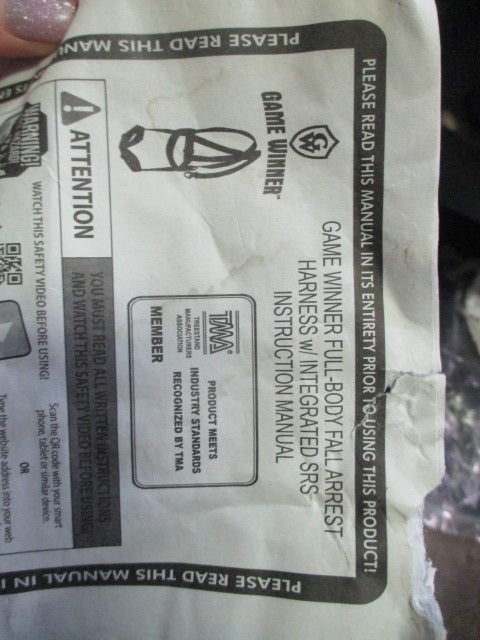 PLEASE READ THIS MANUAL IN ITS ENTIRETY PRIOR TO USING THIS PRODUCT!
GAME WINNER™
GAME WINNER FULL-BODY FALL ARREST
HARNESS w/ INTEGRATED SRS
INSTRUCTION MANUAL
TMA®
TREESTAND
MANUFACTURERS
ASSOCIATION
MEMBER
PRODUCT MEETS
INDUSTRY STANDARDS
RECOGNIZED BY TMA
ATTENTION
YOU MUST READ ALL WRITTEN INSTRUCTIONS
AND WATCH THIS SAFETY VIDEO BEFORE USING!
WARNING!
WATCH THIS SAFETY VIDEO BEFORE USING!
Scan the QR code with your smart
phone, tablet or similar device.
OR
Type the website address into your web
PLEASE READ THIS MANU
PLEASE READ THIS MANUAL IN I